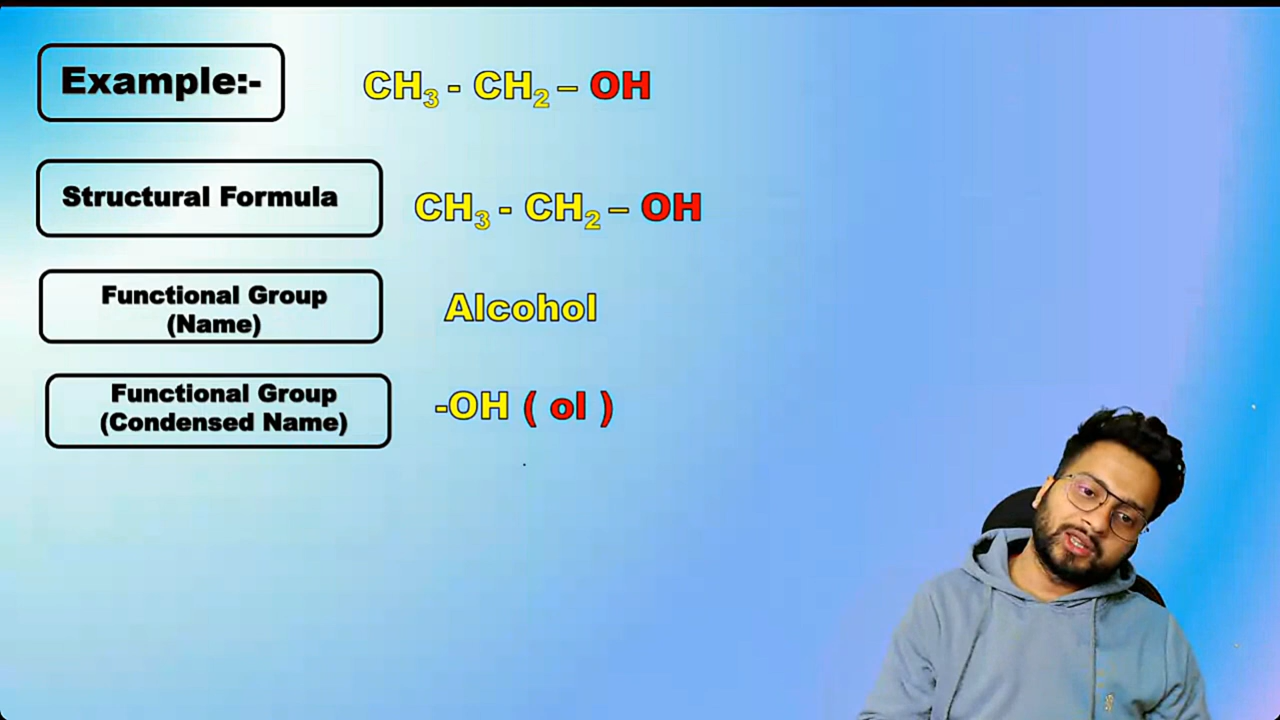 Example:-
CH₃ - CH₂ – OH
Structural Formula
CH₃ - CH₂ – OH
Functional Group
(Name)
Alcohol
Functional Group
(Condensed Name)
-OH ( ol )